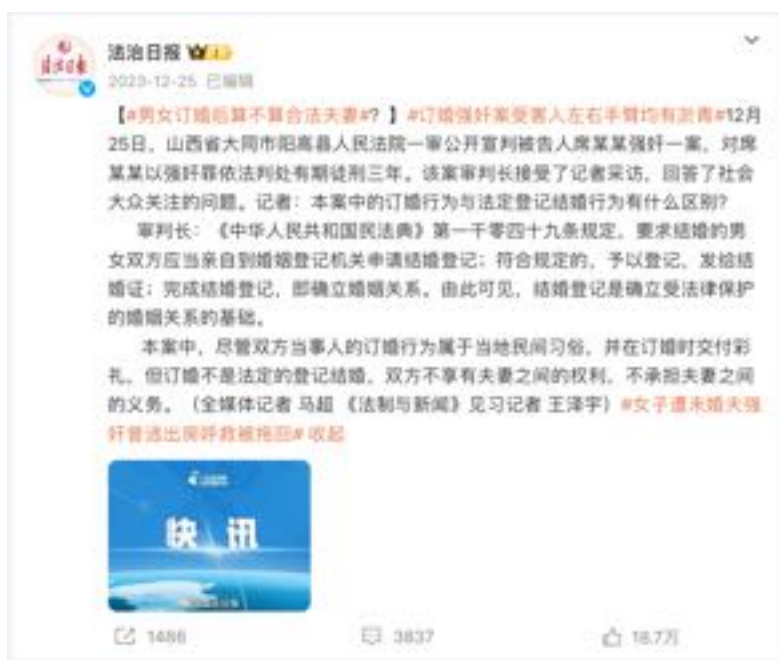 法治日报
2023-12-25 已编辑
【#男女订婚后算不算合法夫妻#？】#订婚强奸案受害人左右手臂均有淤青#12月
25日，山西省大同市阳高县人民法院一审公开宣判被告人席某某强奸一案，对席
某某以强奸罪依法判处有期徒刑三年。该案审判长接受了记者采访，回答了社会
大众关注的问题。记者：本案中的订婚行为与法定登记结婚行为有什么区别？
审判长：《中华人民共和国民法典》第一千零四十九条规定，要求结婚的男
女双方应当亲自到婚姻登记机关申请结婚登记；符合规定的，予以登记，发给结
婚证；完成结婚登记，即确立婚姻关系。由此可见，结婚登记是确立受法律保护
的婚姻关系的基础。
本案中，尽管双方当事人的订婚行为属于当地民间习俗，并在订婚时交付彩
礼，但订婚不是法定的登记结婚，双方不享有夫妻之间的权利，不承担夫妻之间
的义务。（全媒体记者 马超 《法制与新闻》见习记者 王泽宇）#女子遭未婚夫强
奸曾逃出房呼救被拖回# 收起
快讯
1486
3837
18.7万